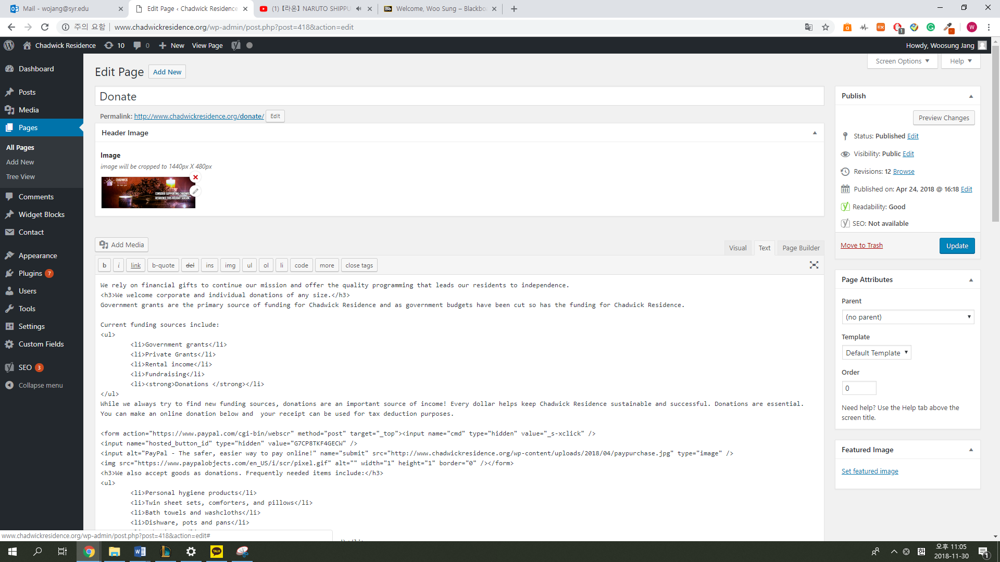 Mail - wojang@syr.edu
Edit Page ‹ Chadwick Residence
(1) 【라온】 NARUTO SHIPPU
Bb Welcome, Woo Sung – Blackbo
주의 요함 www.chadwickresidence.org/wp-admin/post.php?post=418&action=edit
Chadwick Residence 10 0 New View Page
Howdy, Woosung Jang
Screen Options Help
Dashboard
Posts
Media
Pages
All Pages
Add New
Tree View
Comments
Widget Blocks
Contact
Appearance
Plugins 7
Users
Tools
Settings
Custom Fields
SEO 3
Collapse menu
Edit Page Add New
Donate
Permalink: http://www.chadwickresidence.org/donate/ Edit
Header Image
Image
image will be cropped to 1440px X 480px
CHADWICK
CONSIDER SUPPORTING CHADWICK
RESIDENCE THIS HOLIDAY SEASON.
Add Media
Visual Text Page Builder
b i link b-quote del ins img ul ol li code more close tags
We rely on financial gifts to continue our mission and offer the quality programming that leads our residents to independence.
<h3>We welcome corporate and individual donations of any size.</h3>
Government grants are the primary source of funding for Chadwick Residence and as government budgets have been cut so has the funding for Chadwick Residence.
Current funding sources include:
<ul>
<li>Government grants</li>
<li>Private Grants</li>
<li>Rental income</li>
<li>Fundraising</li>
<li><strong>Donations </strong></li>
</ul>
While we always try to find new funding sources, donations are an important source of income! Every dollar helps keep Chadwick Residence sustainable and successful. Donations are essential.
You can make an online donation below and  your receipt can be used for tax deduction purposes.
<form action="https://www.paypal.com/cgi-bin/webscr" method="post" target="_top"><input name="cmd" type="hidden" value="_s-xclick" />
<input name="hosted_button_id" type="hidden" value="G7CP8TKF4GECW" />
<input alt="PayPal - The safer, easier way to pay online!" name="submit" src="http://www.chadwickresidence.org/wp-content/uploads/2018/04/paypurchase.jpg" type="image" />
<img src="https://www.paypalobjects.com/en_US/i/scr/pixel.gif" alt="" width="1" height="1" border="0" /></form>
<h3>We also accept goods as donations. Frequently needed items include:</h3>
<ul>
<li>Personal hygiene products</li>
<li>Twin sheet sets, comforters, and pillows</li>
<li>Bath towels and washcloths</li>
<li>Dishware, pots and pans</li>
Publish
Preview Changes
Status: Published Edit
Visibility: Public Edit
Revisions: 12 Browse
Published on: Apr 24, 2018 @ 16:18 Edit
Readability: Good
SEO: Not available
Move to Trash Update
Page Attributes
Parent
(no parent)
Template
Default Template
Order
0
Need help? Use the Help tab above the
screen title.
Featured Image
Set featured image
www.chadwickresidence.org/wp-admin/post.php?post=418&action=edit#
TALK
한
오후 11:05
2018-11-30
1